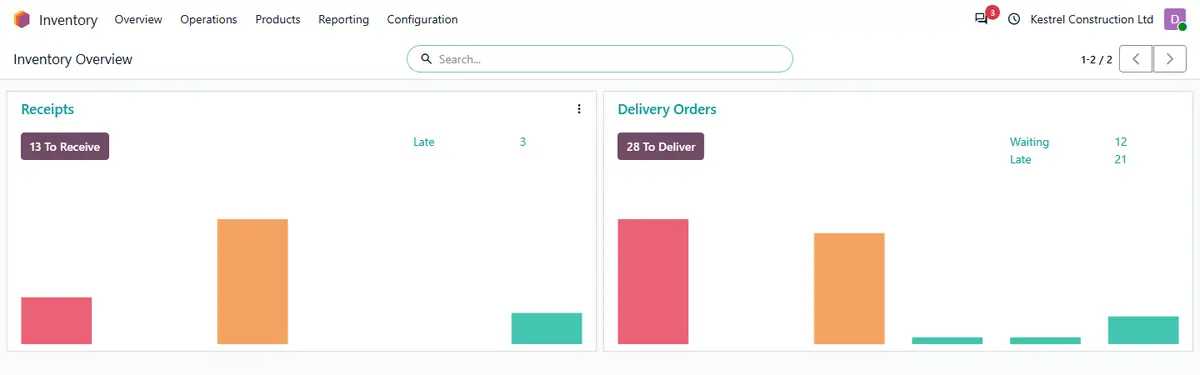 Inventory Overview Operations Products Reporting Configuration 3 Kestrel Construction Ltd D
Inventory Overview Search... 1-2 / 2
Receipts
13 To Receive Late 3
Delivery Orders
28 To Deliver Waiting 12
Late 21